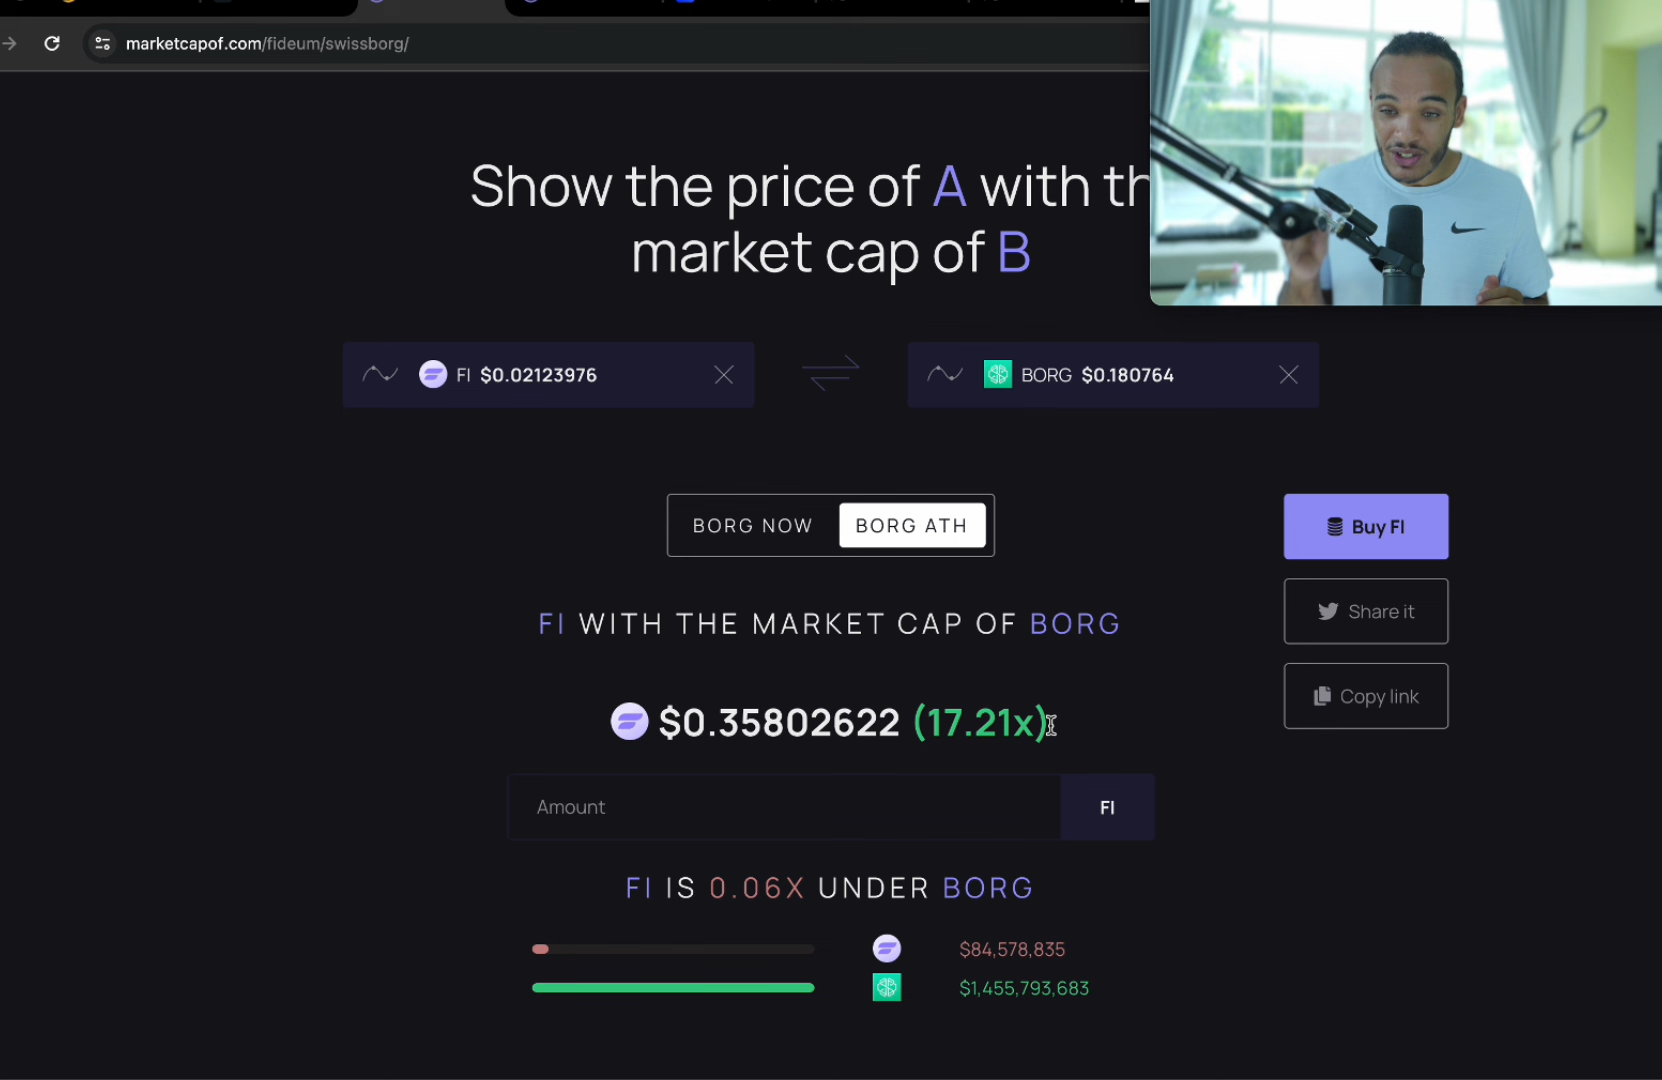 marketcapof.com/fideum/swissborg/
Show the price of A with th
market cap of B
FI $0.02123976
BORG $0.180764
BORG NOW
BORG ATH
Buy FI
Share it
Copy link
FI WITH THE MARKET CAP OF BORG
$0.35802622 (17.21x)
Amount
FI
FI IS 0.06X UNDER BORG
$84,578,835
$1,455,793,683